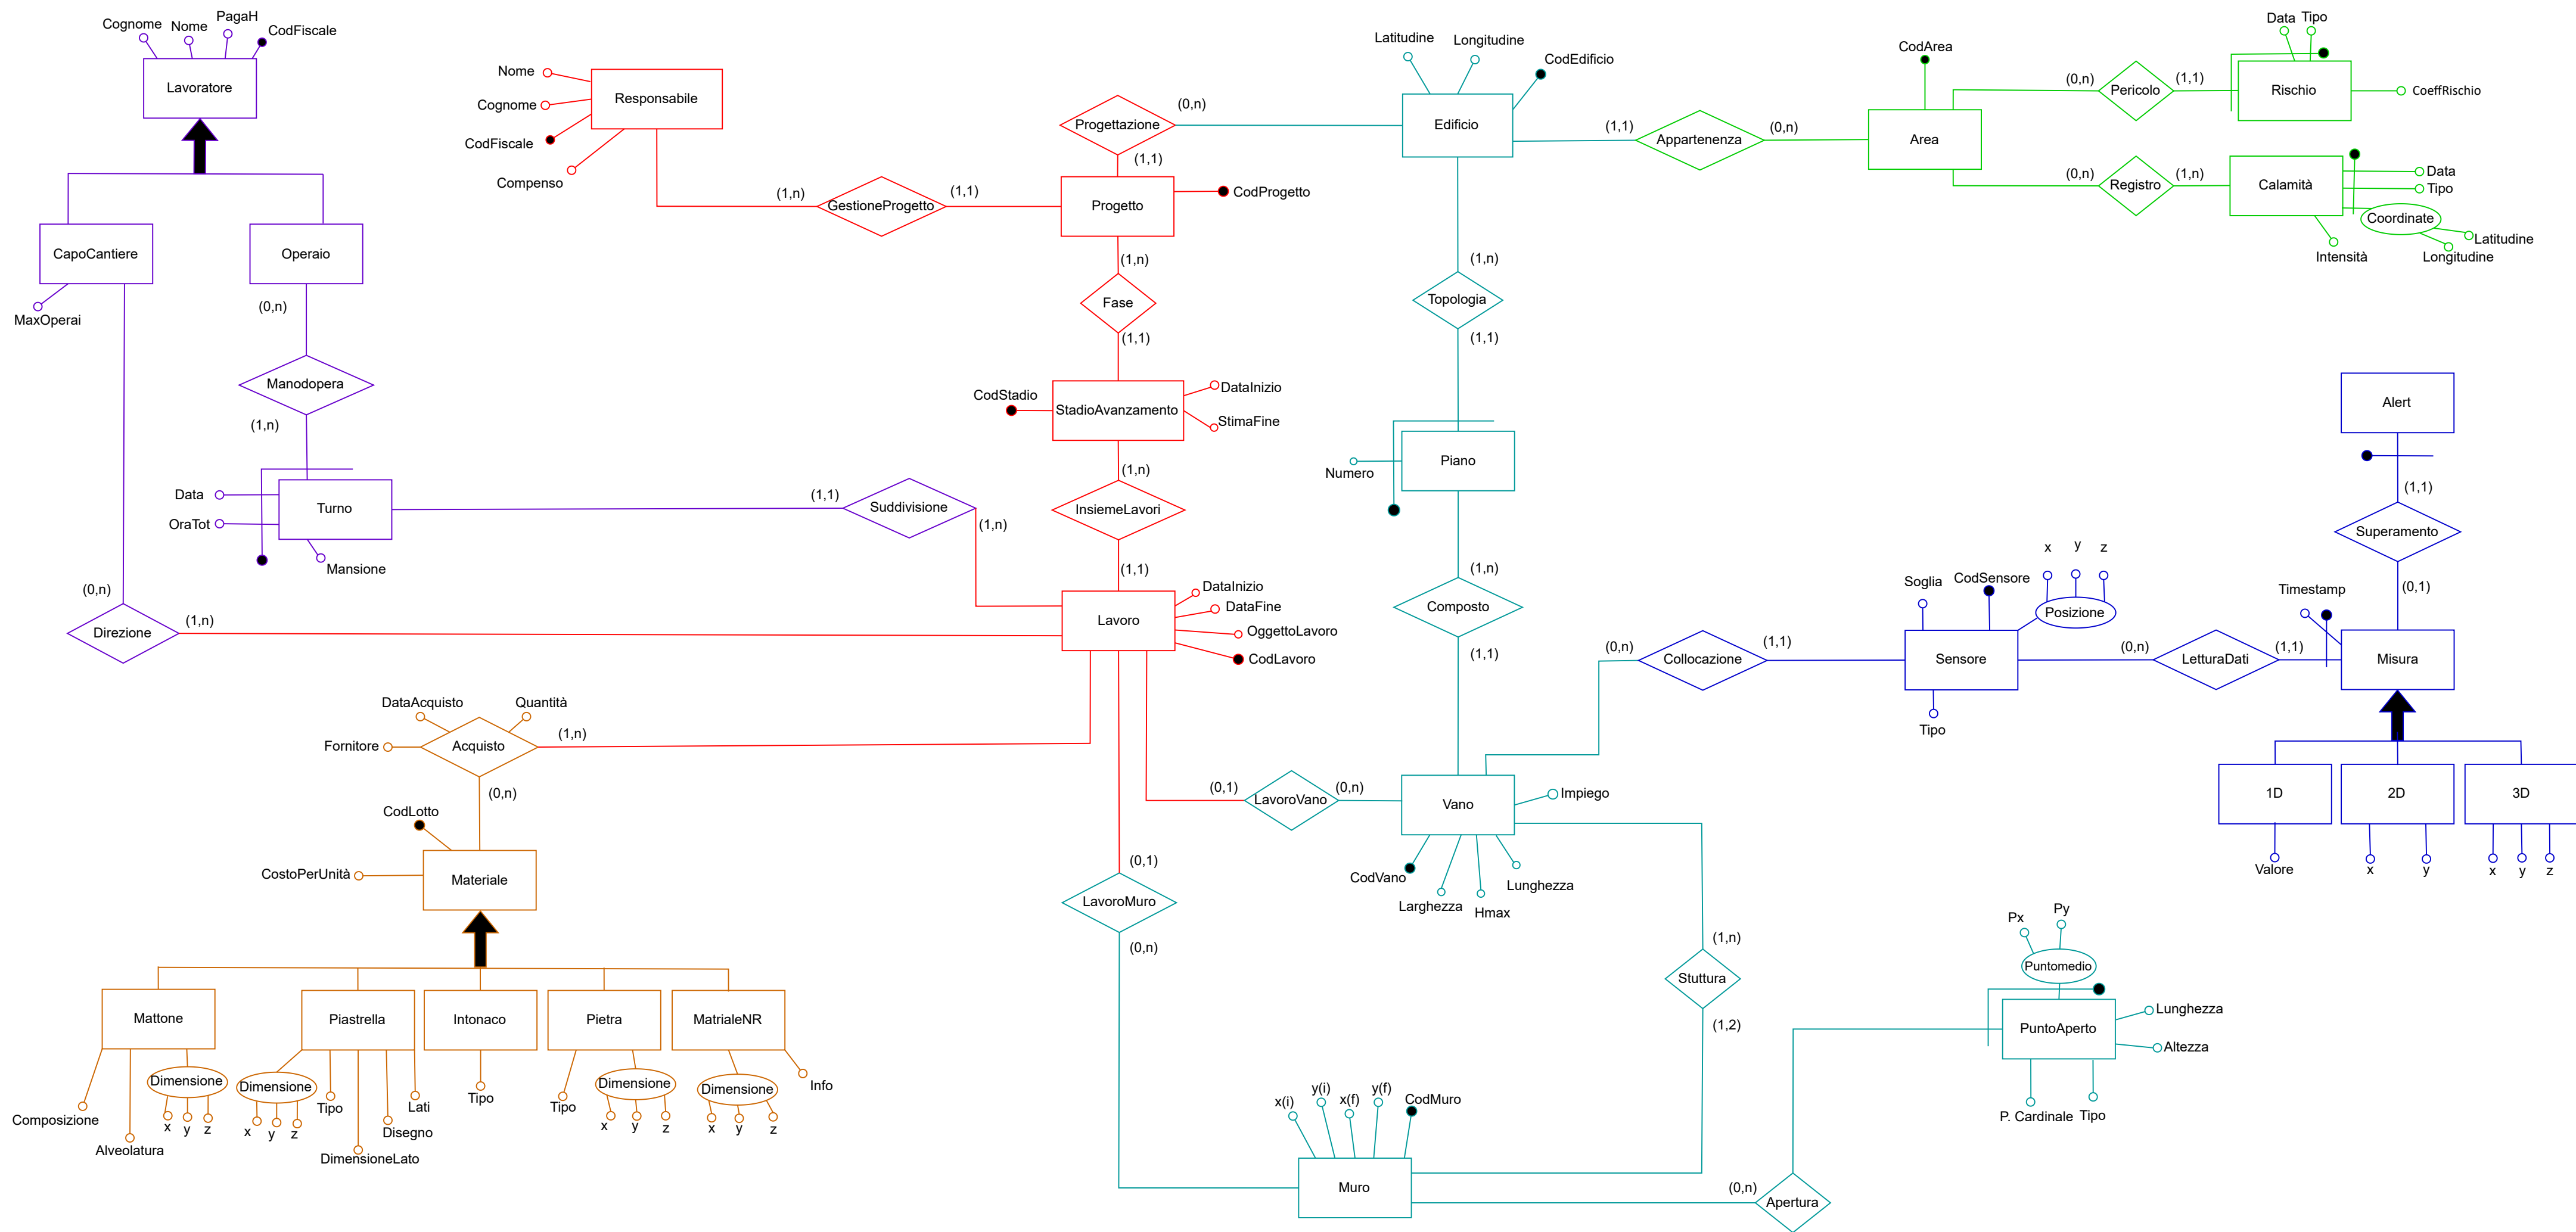 Cognome
Nome
PagaH
CodFiscale
Lavoratore
CapoCantiere
Operaio
MaxOperai
(0,n)
Manodopera
(1,n)
Data
OraTot
Turno
Mansione
(0,n)
Direzione
(1,n)
(1,1)
Suddivisione
(1,n)
Nome
Cognome
CodFiscale
Compenso
Responsabile
(1,n)
GestioneProgetto
(1,1)
Progettazione
(0,n)
(1,1)
Progetto
CodProgetto
(1,n)
Fase
(1,1)
CodStadio
StadioAvanzamento
DataInizio
StimaFine
(1,n)
InsiemeLavori
(1,1)
Lavoro
DataInizio
DataFine
OggettoLavoro
CodLavoro
DataAcquisto
Quantità
Fornitore
Acquisto
(1,n)
(0,n)
CodLotto
CostoPerUnità
Materiale
Mattone
Piastrella
Intonaco
Pietra
MatrialeNR
Composizione
Alveolatura
Dimensione
x
y
z
Dimensione
x
y
z
Tipo
DimensioneLato
Disegno
Lati
Tipo
Tipo
Dimensione
x
y
z
Dimensione
x
y
z
Info
Latitudine
Longitudine
CodEdificio
Edificio
(1,1)
Appartenenza
(0,n)
CodArea
Area
(0,n)
Pericolo
(1,1)
Data
Tipo
Rischio
CoeffRischio
(0,n)
Registro
(1,n)
Calamità
Data
Tipo
Coordinate
Latitudine
Longitudine
Intensità
(1,n)
Topologia
(1,1)
Numero
Piano
(1,n)
Composto
(1,1)
(0,1)
LavoroVano
(0,n)
Vano
Impiego
CodVano
Larghezza
Hmax
Lunghezza
(0,n)
Collocazione
(1,1)
Soglia
CodSensore
x
y
z
Posizione
Sensore
Tipo
(0,n)
LetturaDati
(1,1)
Timestamp
Misura
Alert
(1,1)
Superamento
(0,1)
1D
2D
3D
Valore
x
y
x
y
z
(0,1)
LavoroMuro
(0,n)
(1,n)
Stuttura
(1,2)
x(i)
y(i)
x(f)
y(f)
CodMuro
Muro
(0,n)
Apertura
Px
Py
Puntomedio
PuntoAperto
Lunghezza
Altezza
P. Cardinale
Tipo